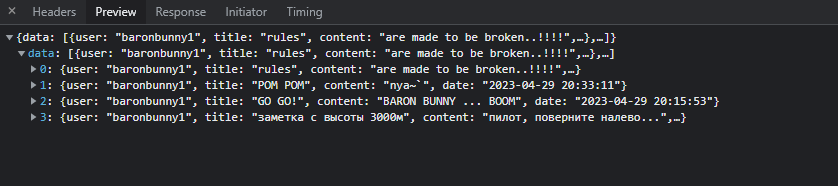 Headers Preview Response Initiator Timing
{data: [{user: "baronbunny1", title: "rules", content: "are made to be broken..!!!!",…},…]}
data: [{user: "baronbunny1", title: "rules", content: "are made to be broken..!!!!",…},…]
0: {user: "baronbunny1", title: "rules", content: "are made to be broken..!!!!",…}
1: {user: "baronbunny1", title: "POM POM", content: "nya~`", date: "2023-04-29 20:33:11"}
2: {user: "baronbunny1", title: "GO GO!", content: "BARON BUNNY ... BOOM", date: "2023-04-29 20:15:53"}
3: {user: "baronbunny1", title: "заметка с высоты 3000м", content: "пилот, поверните налево...",…}